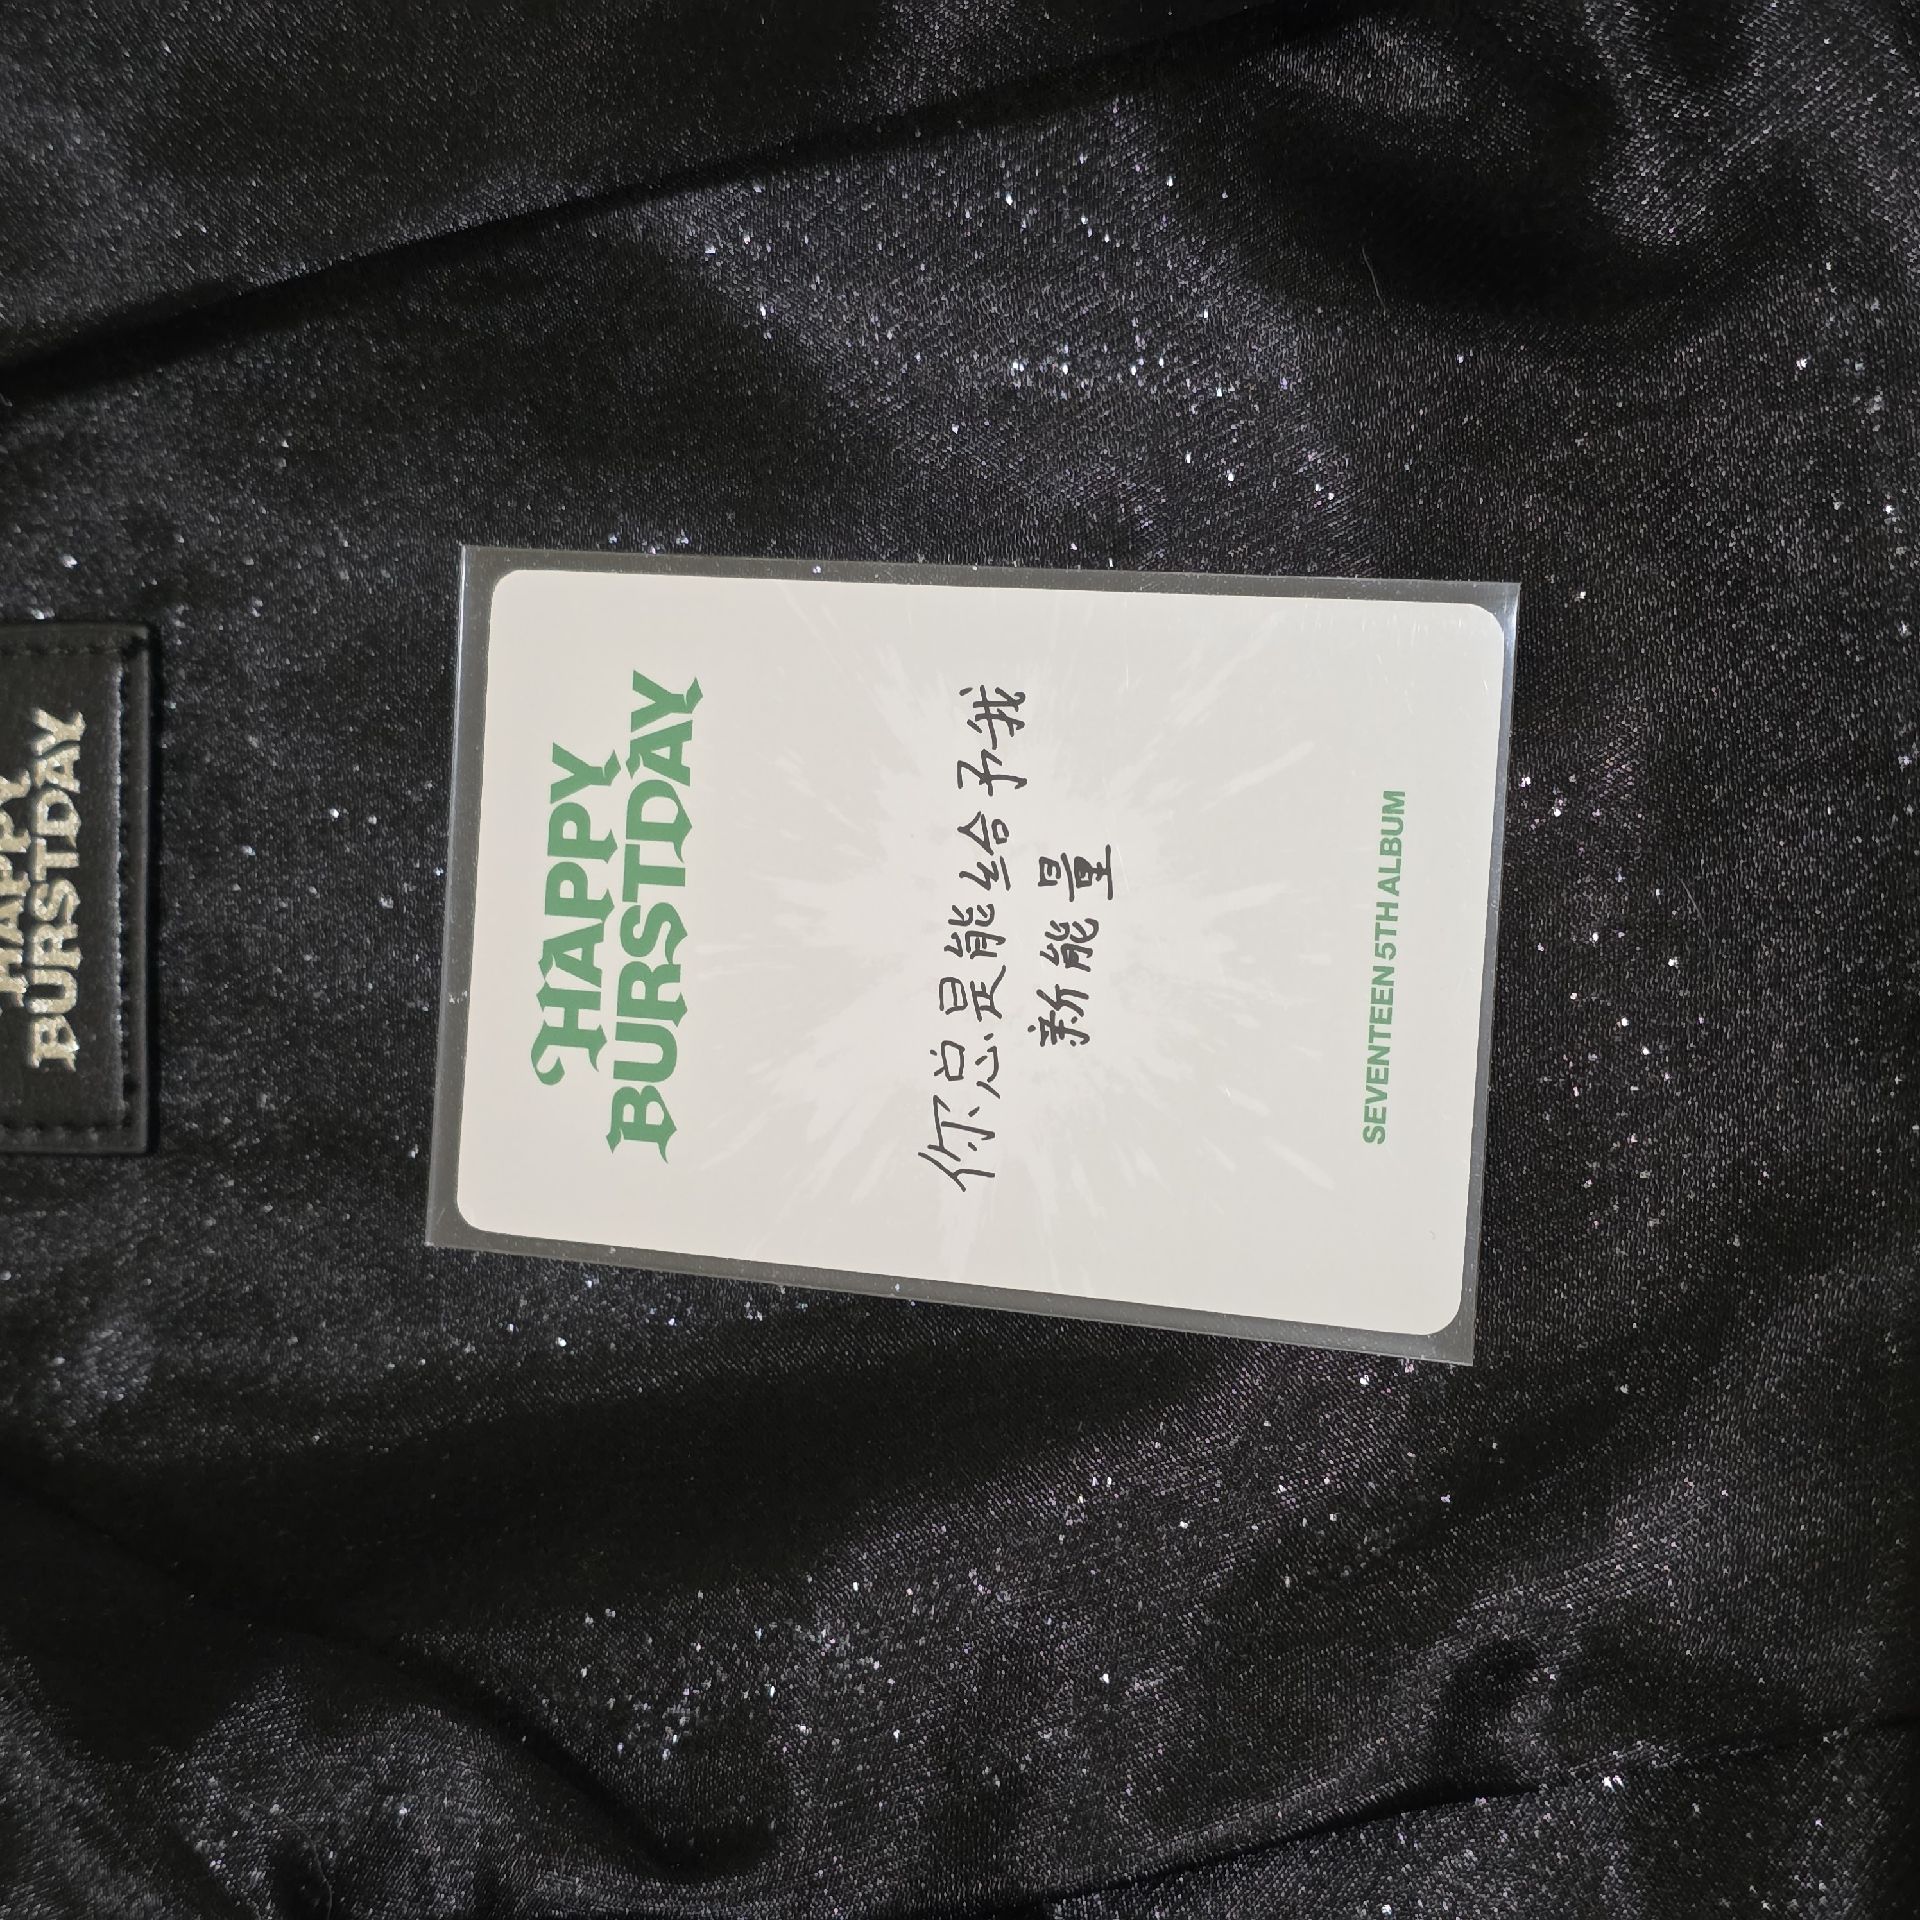 HAPPY
BURSTDAY
HAPPY
BURSTDAY
你总是能给予我
新能量
SEVENTEEN 5TH ALBUM